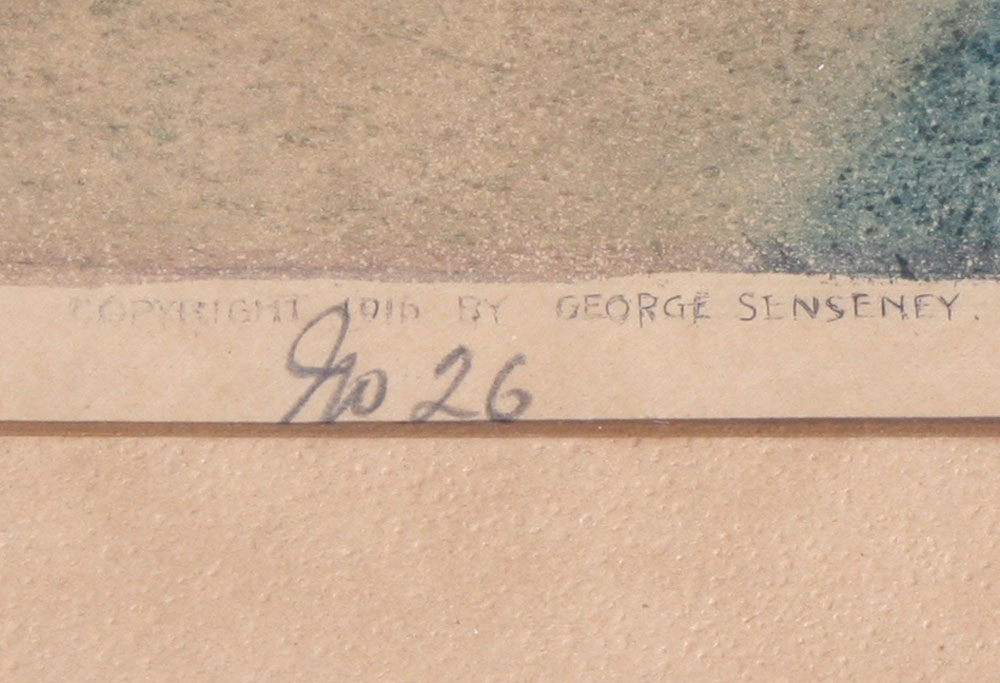 COPYRIGHT 1916 BY GEORGE SENSENEY.
No 26